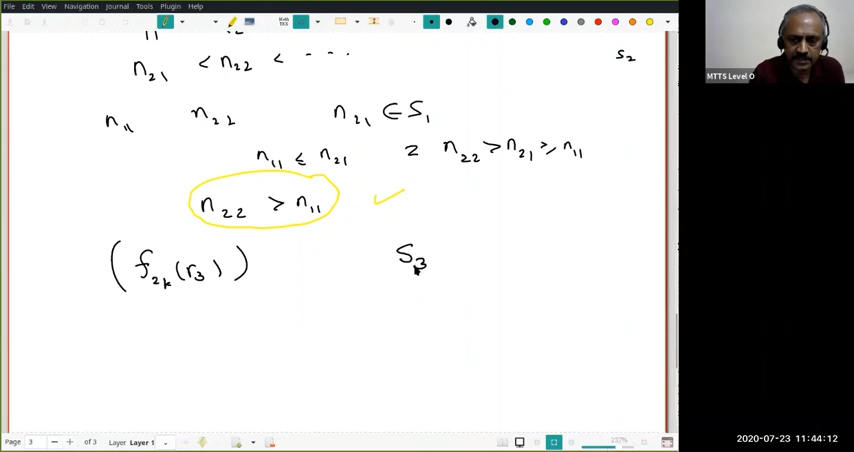 File Edit View Navigation Journal Tools Plugin Help
n₂₁ < n₂₂ < - - -
S₂
n₁₁ n₂₂ n₂₁ ∈ S₁
n₁₁ ≤ n₂₁ & n₂₂ > n₂₁ ≥ n₁₁
n₂₂ > n₁₁ ✓
(f₂ₖ(r₃)) S₃
MTTS Level O
Page 3 of 3 Layer Layer 1
2020-07-23 11:44:12